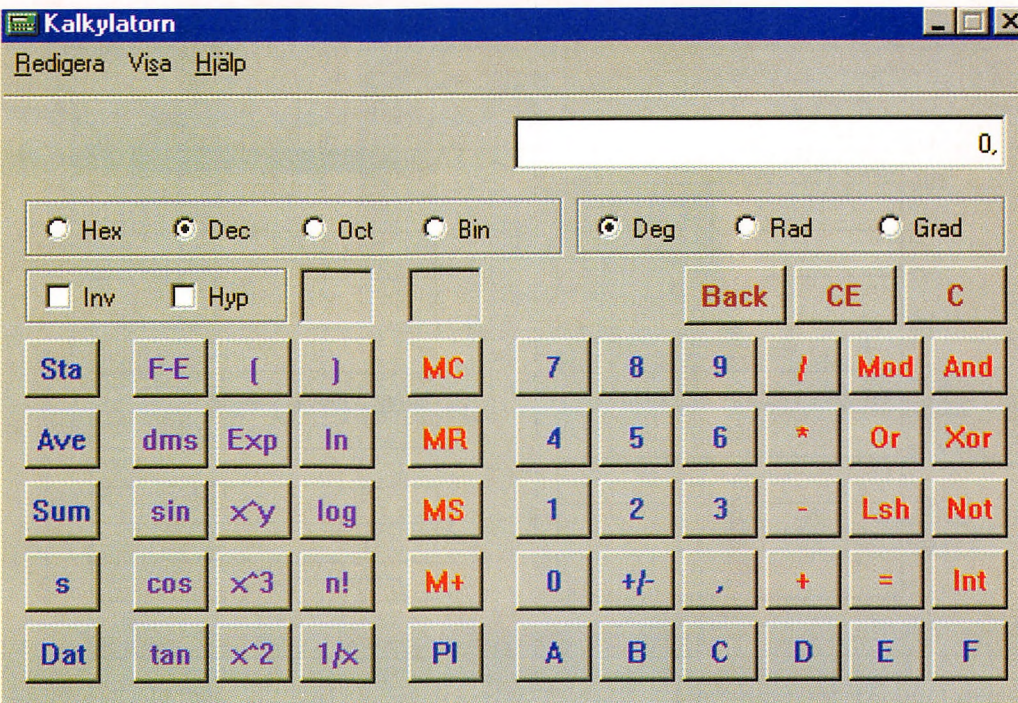 Kalkylatorn
Redigera Visa Hjälp
0,
Hex Dec Oct Bin Deg Rad Grad
Inv Hyp Back CE C
Sta F-E ( ) MC 7 8 9 / Mod And
Ave dms Exp ln MR 4 5 6 * Or Xor
Sum sin x^y log MS 1 2 3 - Lsh Not
s cos x^3 n! M+ 0 +/- , + = Int
Dat tan x^2 1/x PI A B C D E F